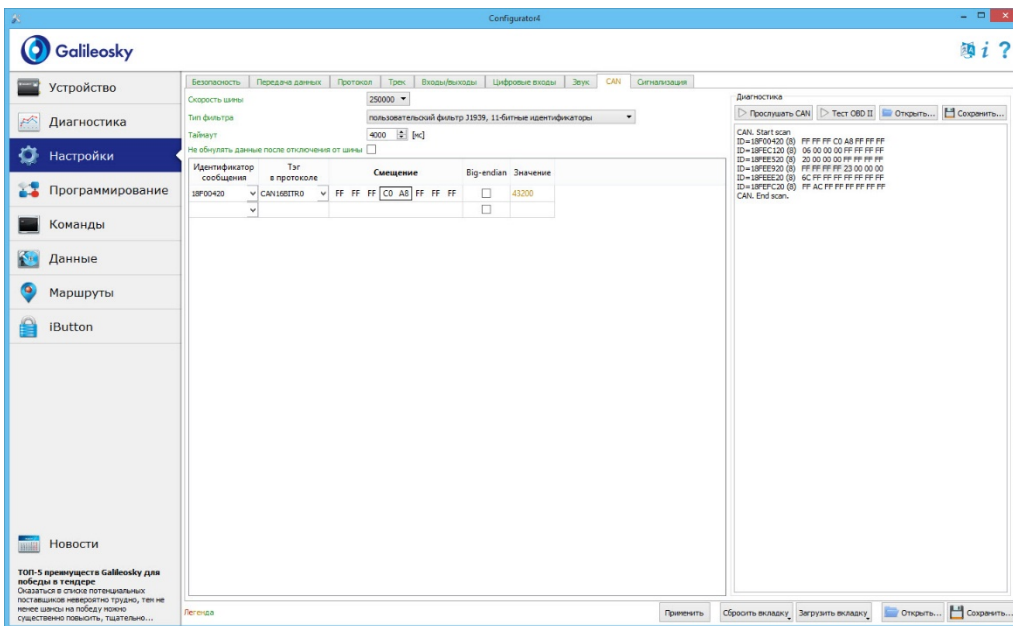 Configurator4
Galileosky
Устройство
Диагностика
Настройки
Программирование
Команды
Данные
Маршруты
iButton
Новости
ТОП-5 преимуществ Galileosky для
победы в тендере
Оказаться в списке потенциальных
поставщиков невероятно трудно, тем не
менее шансы на победу можно
существенно повысить, тщательно...
Безопасность Передача данных Протокол Трек Входы/выходы Цифровые входы Звук CAN Сигнализация
Скорость шины 250000
Тип фильтра пользовательский фильтр J1939, 11-битные идентификаторы
Таймаут 4000 [мс]
Не обнулять данные после отключения от шины
Идентификатор сообщения Тэг в протоколе Смещение Big-endian Значение
18F00420 CAN16BITR0 FF FF FF C0 A8 FF FF FF 43200
Диагностика
Прослушать CAN Тест OBD II Открыть... Сохранить...
CAN. Start scan
ID=18F00420 (8) FF FF FF C0 A8 FF FF FF
ID=18FEC120 (8) 06 00 00 00 FF FF FF FF
ID=18FEE520 (8) 20 00 00 00 FF FF FF FF
ID=18FEE920 (8) FF FF FF FF 23 00 00 00
ID=18FEEE20 (8) 6C FF FF FF FF FF FF FF
ID=18FEFC20 (8) FF AC FF FF FF FF FF FF
CAN. End scan.
Легенда
Применить Сбросить вкладку Загрузить вкладку Открыть... Сохранить...